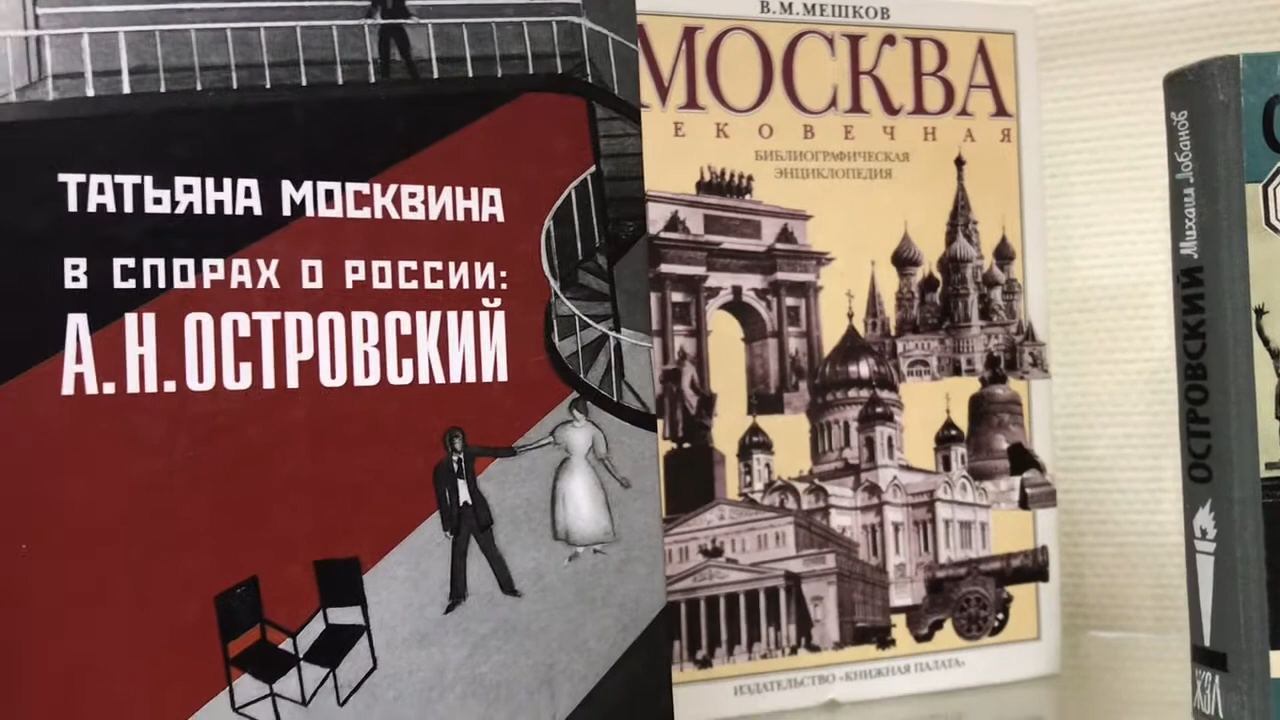 ТАТЬЯНА МОСКВИНА
В СПОРАХ О РОССИИ:
А.Н.ОСТРОВСКИЙ
В.М.МЕШКОВ
МОСКВА
ЕКОВЕЧНАЯ
БИБЛИОГРАФИЧЕСКАЯ
ЭНЦИКЛОПЕДИЯ
ИЗДАТЕЛЬСТВО «КНИЖНАЯ ПАЛАТА»
Михаил Лобанов
ОСТРОВСКИЙ
ЖЗЛ